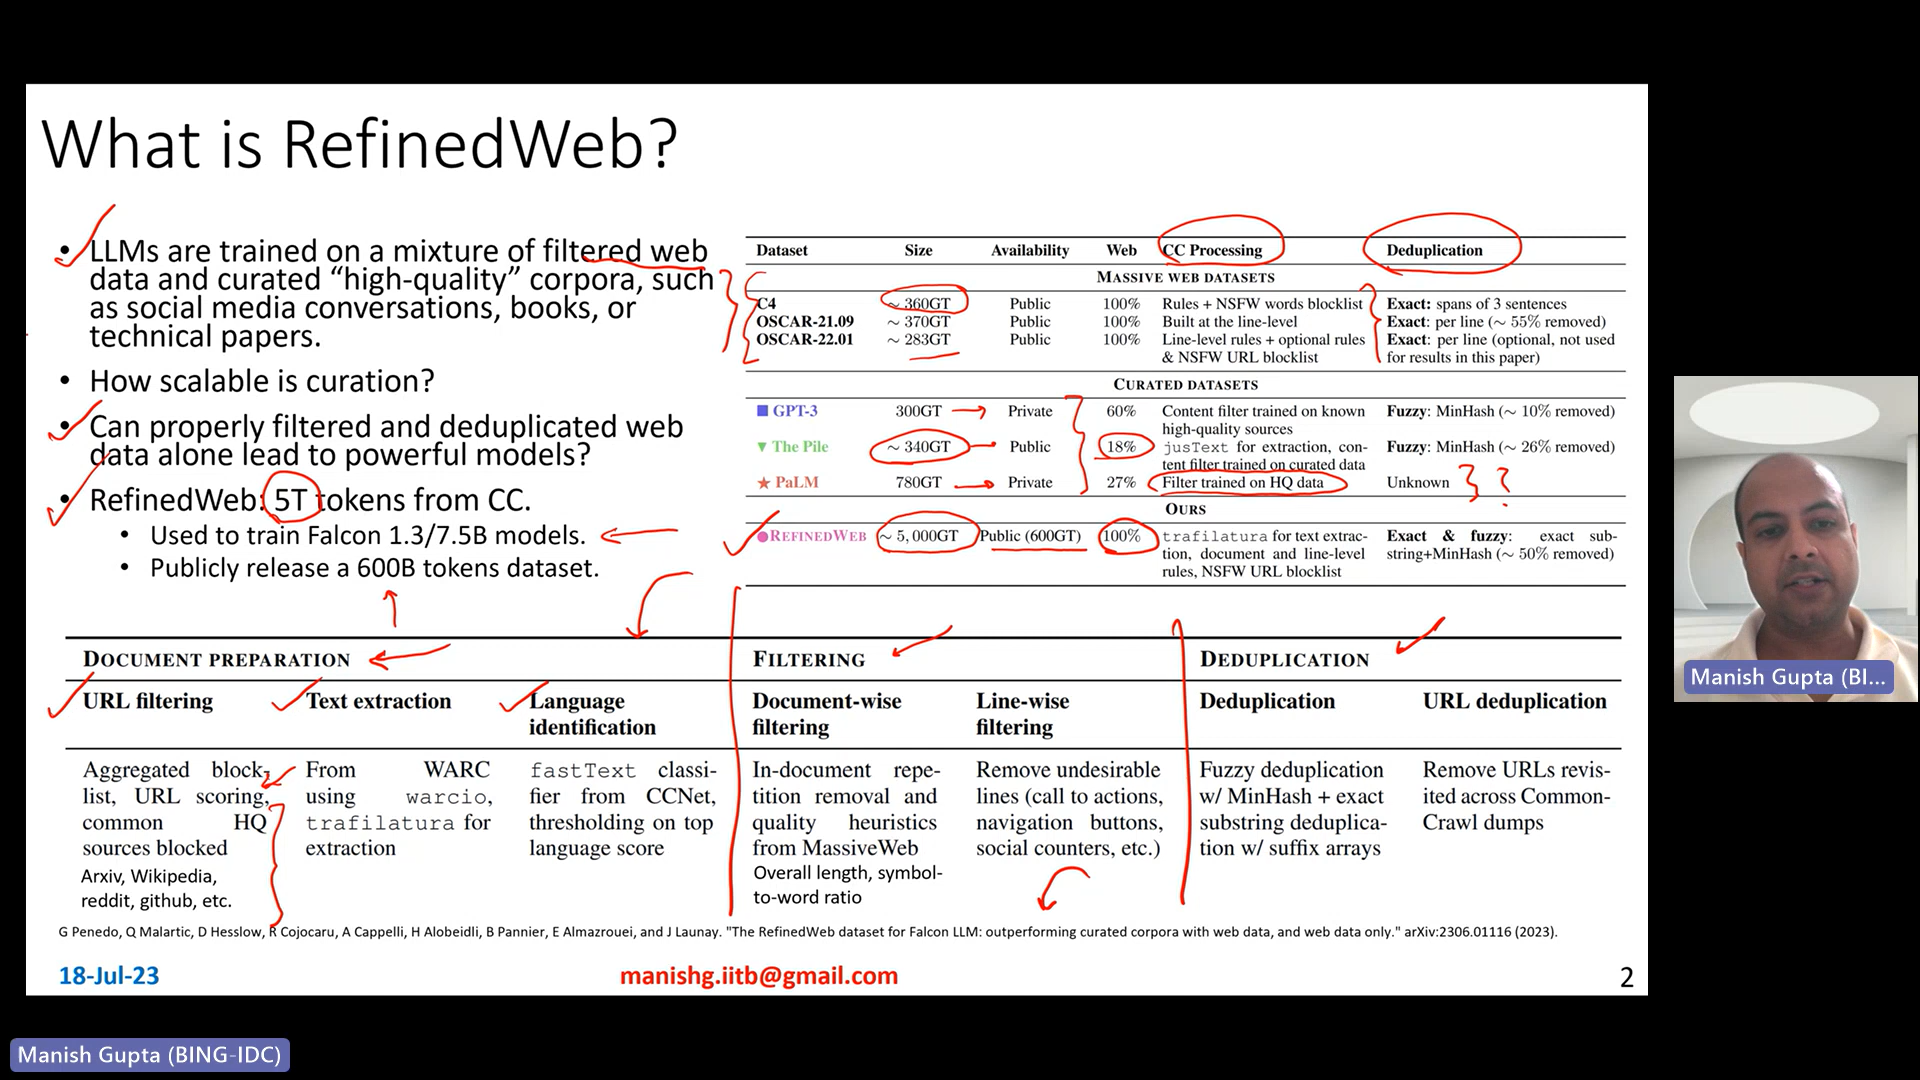 What is RefinedWeb?
• LLMs are trained on a mixture of filtered web
data and curated “high-quality” corpora, such
as social media conversations, books, or
technical papers.
• How scalable is curation?
• Can properly filtered and deduplicated web
data alone lead to powerful models?
• RefinedWeb: 5T tokens from CC.
• Used to train Falcon 1.3/7.5B models.
• Publicly release a 600B tokens dataset.
Dataset Size Availability Web CC Processing Deduplication
MASSIVE WEB DATASETS
C4 ~ 360GT Public 100% Rules + NSFW words blocklist Exact: spans of 3 sentences
OSCAR-21.09 ~ 370GT Public 100% Built at the line-level Exact: per line (~ 55% removed)
OSCAR-22.01 ~ 283GT Public 100% Line-level rules + optional rules Exact: per line (optional, not used
& NSFW URL blocklist for results in this paper)
CURATED DATASETS
GPT-3 300GT Private 60% Content filter trained on known Fuzzy: MinHash (~ 10% removed)
high-quality sources
The Pile ~ 340GT Public 18% jusText for extraction, con- Fuzzy: MinHash (~ 26% removed)
tent filter trained on curated data
PaLM 780GT Private 27% Filter trained on HQ data Unknown ?
OURS
REFINEDWEB ~ 5,000GT Public (600GT) 100% trafilatura for text extrac- Exact & fuzzy: exact sub-
tion, document and line-level string+MinHash (~ 50% removed)
rules, NSFW URL blocklist
DOCUMENT PREPARATION FILTERING DEDUPLICATION
URL filtering Text extraction Language Document-wise Line-wise Deduplication URL deduplication
identification filtering filtering
Aggregated block- From WARC fastText classi- In-document repe- Remove undesirable Fuzzy deduplication Remove URLs revis-
list, URL scoring, using warcio, fier from CCNet, tition removal and lines (call to actions, w/ MinHash + exact ited across Common-
common HQ trafilatura for thresholding on top quality heuristics navigation buttons, substring deduplica- Crawl dumps
sources blocked extraction language score from MassiveWeb social counters, etc.) tion w/ suffix arrays
Arxiv, Wikipedia, Overall length, symbol-
reddit, github, etc. to-word ratio
G Penedo, Q Malartic, D Hesslow, R Cojocaru, A Cappelli, H Alobeidli, B Pannier, E Almazrouei, and J Launay. "The RefinedWeb dataset for Falcon LLM: outperforming curated corpora with web data, and web data only." arXiv:2306.01116 (2023).
18-Jul-23 manishg.iitb@gmail.com 2
Manish Gupta (BI...
Manish Gupta (BING-IDC)